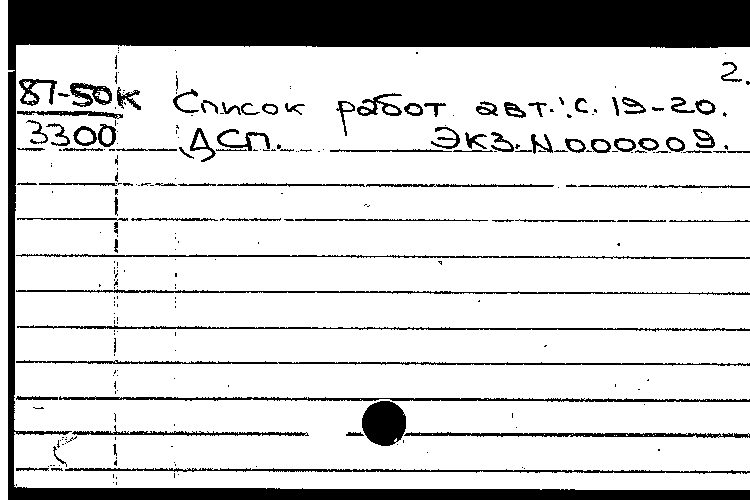 2.
87-50К Список работ авт.: С. 19-20.
3300 ДСП. ЭКЗ. N 000009.